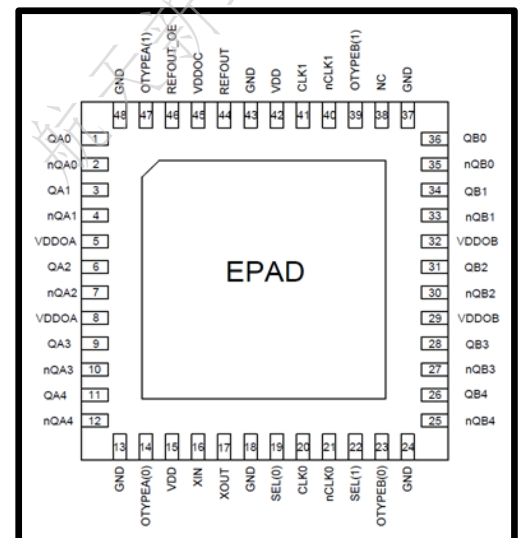 GND OTYPEA(1) REFOUT_OE VDDOC REFOUT GND VDD CLK1 nCLK1 OTYPEB(1) NC GND
48 47 46 45 44 43 42 41 40 39 38 37
QA0 1 36 QB0
nQA0 2 35 nQB0
QA1 3 34 QB1
nQA1 4 33 nQB1
VDDOA 5 32 VDDOB
QA2 6 31 QB2
nQA2 7 30 nQB2
VDDOA 8 29 VDDOB
QA3 9 28 QB3
nQA3 10 27 nQB3
QA4 11 26 QB4
nQA4 12 25 nQB4
EPAD
13 14 15 16 17 18 19 20 21 22 23 24
GND OTYPEA(0) VDD XIN XOUT GND SEL(0) CLK0 nCLK0 SEL(1) OTYPEB(0) GND
航天新